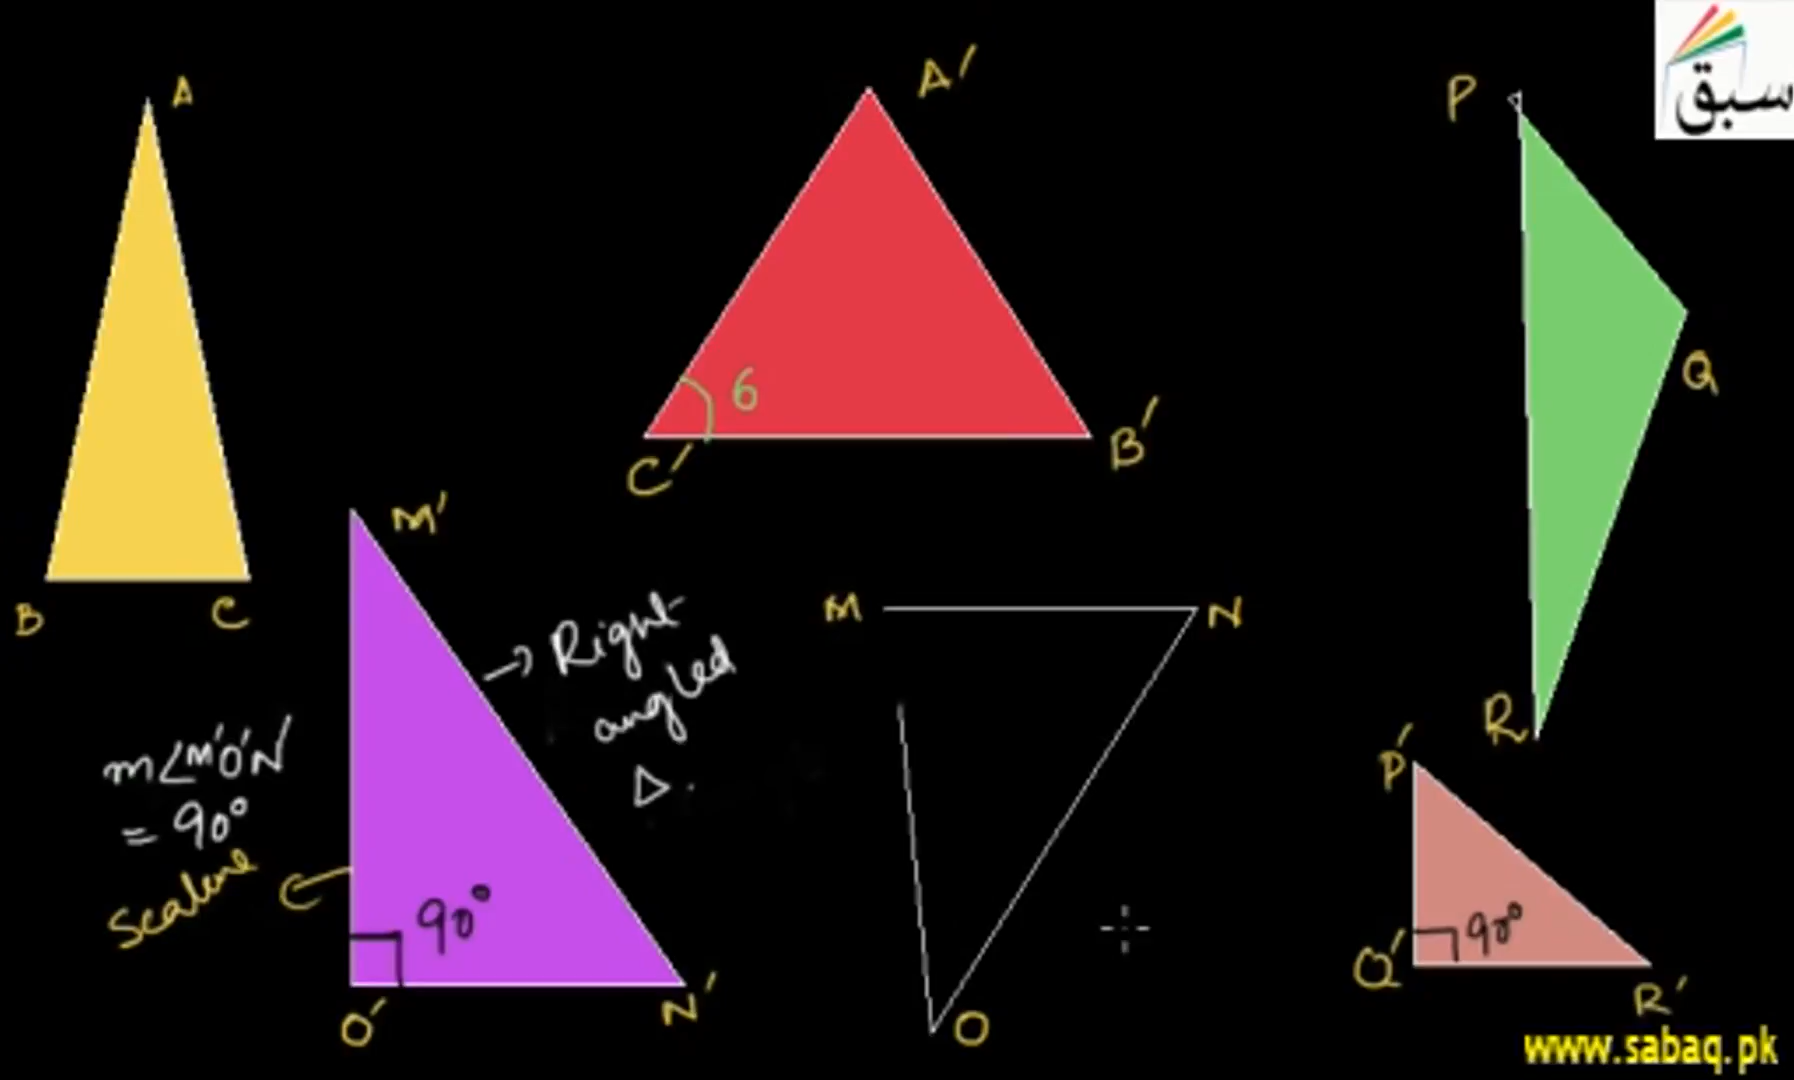 A
A′
P
سبق
6
Q
C′
B′
B
C
M′
M
N
→ Right
angled
Δ.
R
m∠M′O′N′
= 90°
Scalene
P′
90°
90°
Q′
O′
N′
O
R′
www.sabaq.pk